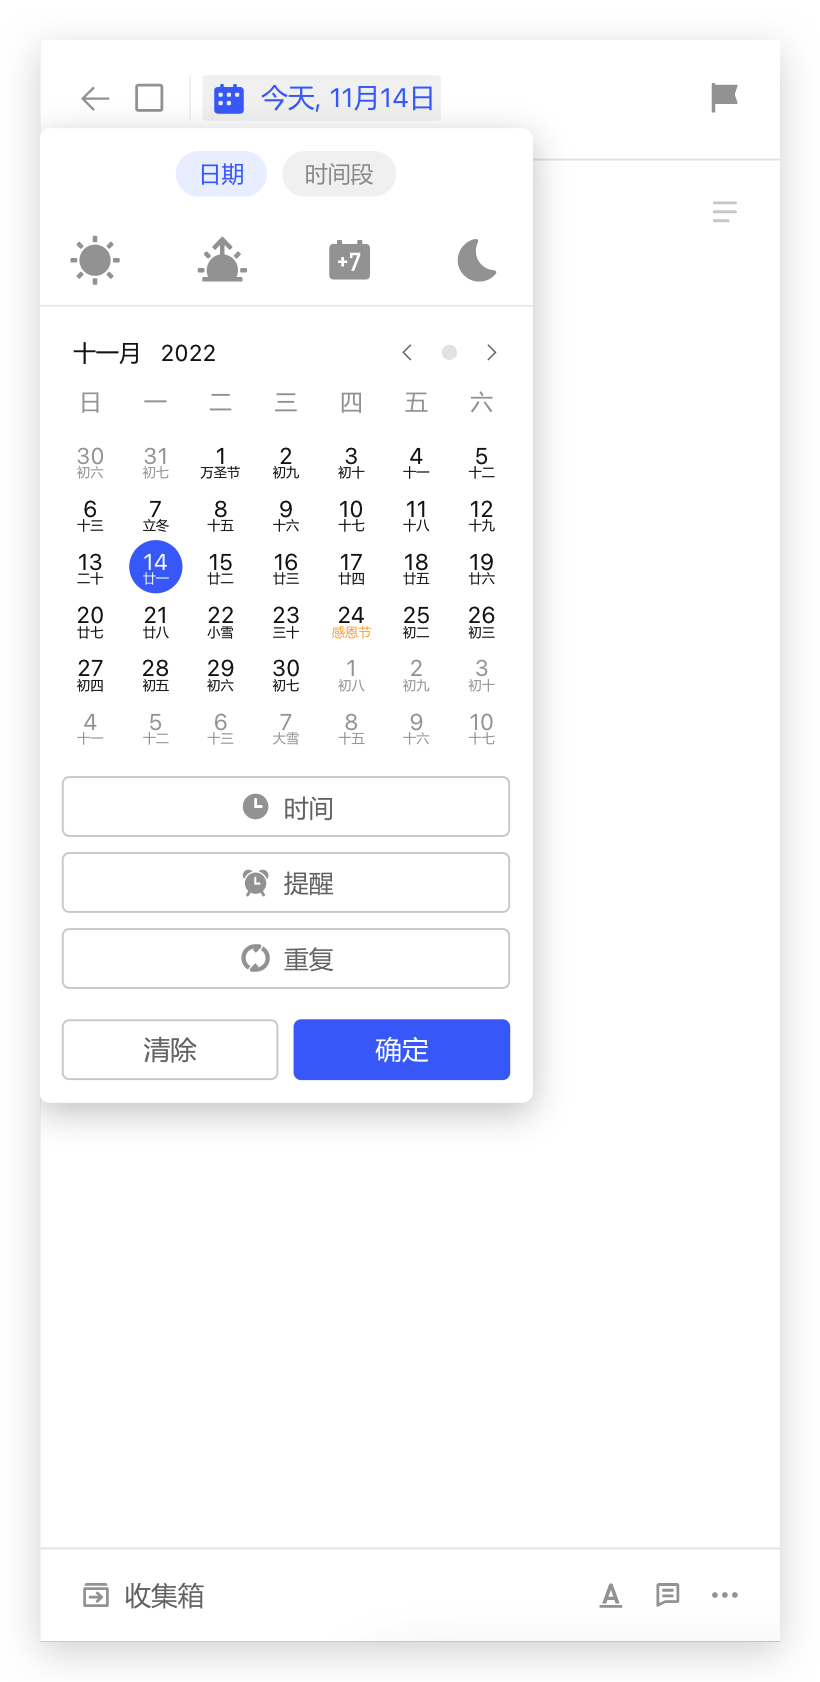 今天, 11月14日
日期 时间段
+7
十一月 2022
日 一 二 三 四 五 六
30 31 1 2 3 4 5
初六 初七 万圣节 初九 初十 十一 十二
6 7 8 9 10 11 12
十三 立冬 十五 十六 十七 十八 十九
13 14 15 16 17 18 19
二十 廿一 廿二 廿三 廿四 廿五 廿六
20 21 22 23 24 25 26
廿七 廿八 小雪 三十 感恩节 初二 初三
27 28 29 30 1 2 3
初四 初五 初六 初七 初八 初九 初十
4 5 6 7 8 9 10
十一 十二 十三 大雪 十五 十六 十七
时间
提醒
重复
清除 确定
收集箱 A